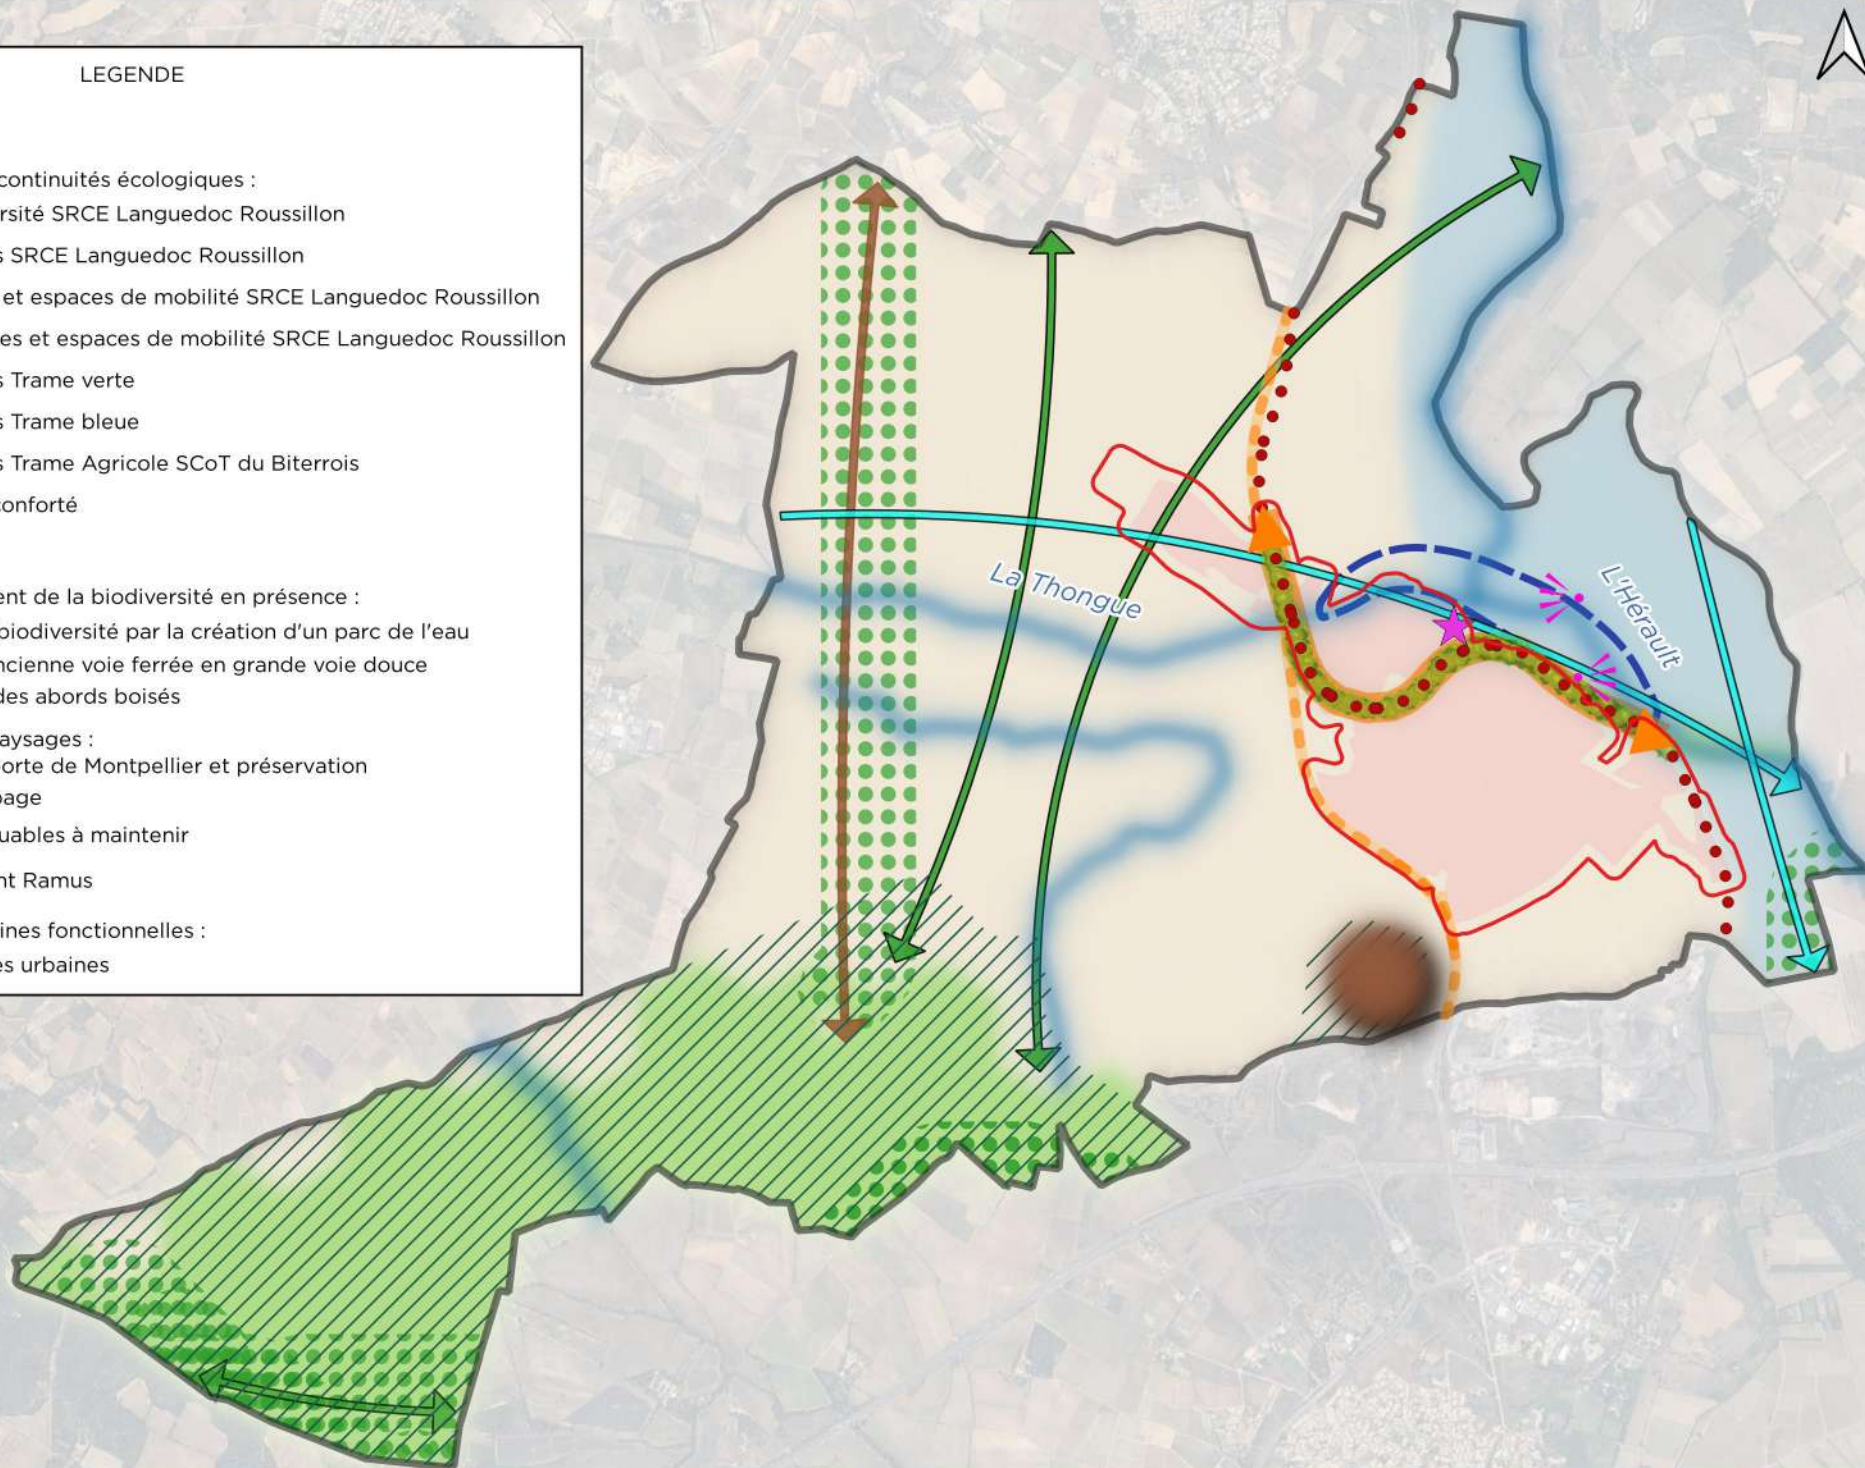 LEGENDE
continuités écologiques :
rsité SRCE Languedoc Roussillon
s SRCE Languedoc Roussillon
et espaces de mobilité SRCE Languedoc Roussillon
es et espaces de mobilité SRCE Languedoc Roussillon
s Trame verte
s Trame bleue
s Trame Agricole SCoT du Biterrois
conforté
ent de la biodiversité en présence :
biodiversité par la création d'un parc de l'eau
ncienne voie ferrée en grande voie douce
des abords boisés
aysages :
porte de Montpellier et préservation
page
uables à maintenir
nt Ramus
ines fonctionnelles :
es urbaines
La Thongue
L'Hérault